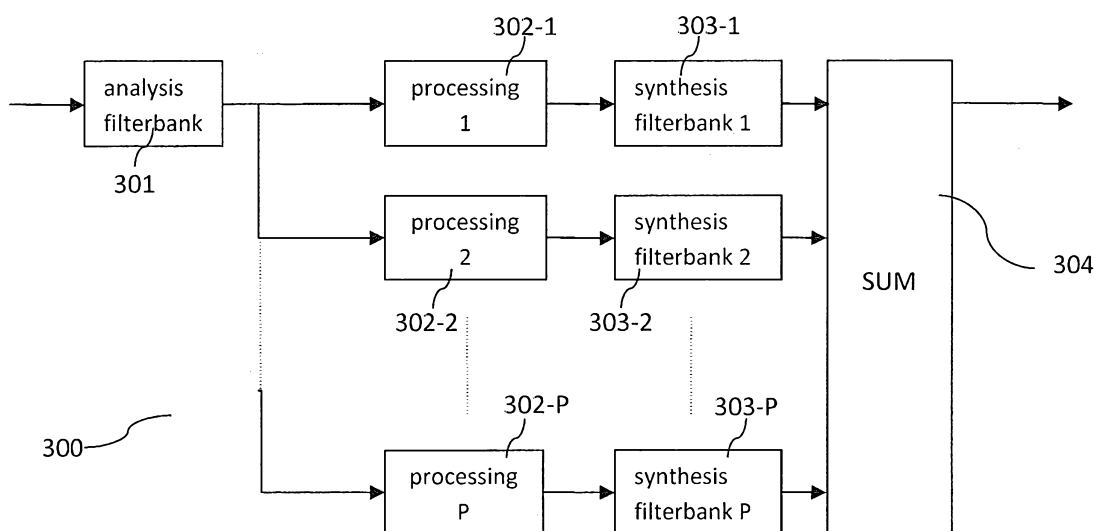 302-1
303-1
analysis
filterbank
301
processing
1
synthesis
filterbank 1
processing
2
302-2
synthesis
filterbank 2
303-2
SUM
304
300
302-P
303-P
processing
P
synthesis
filterbank P